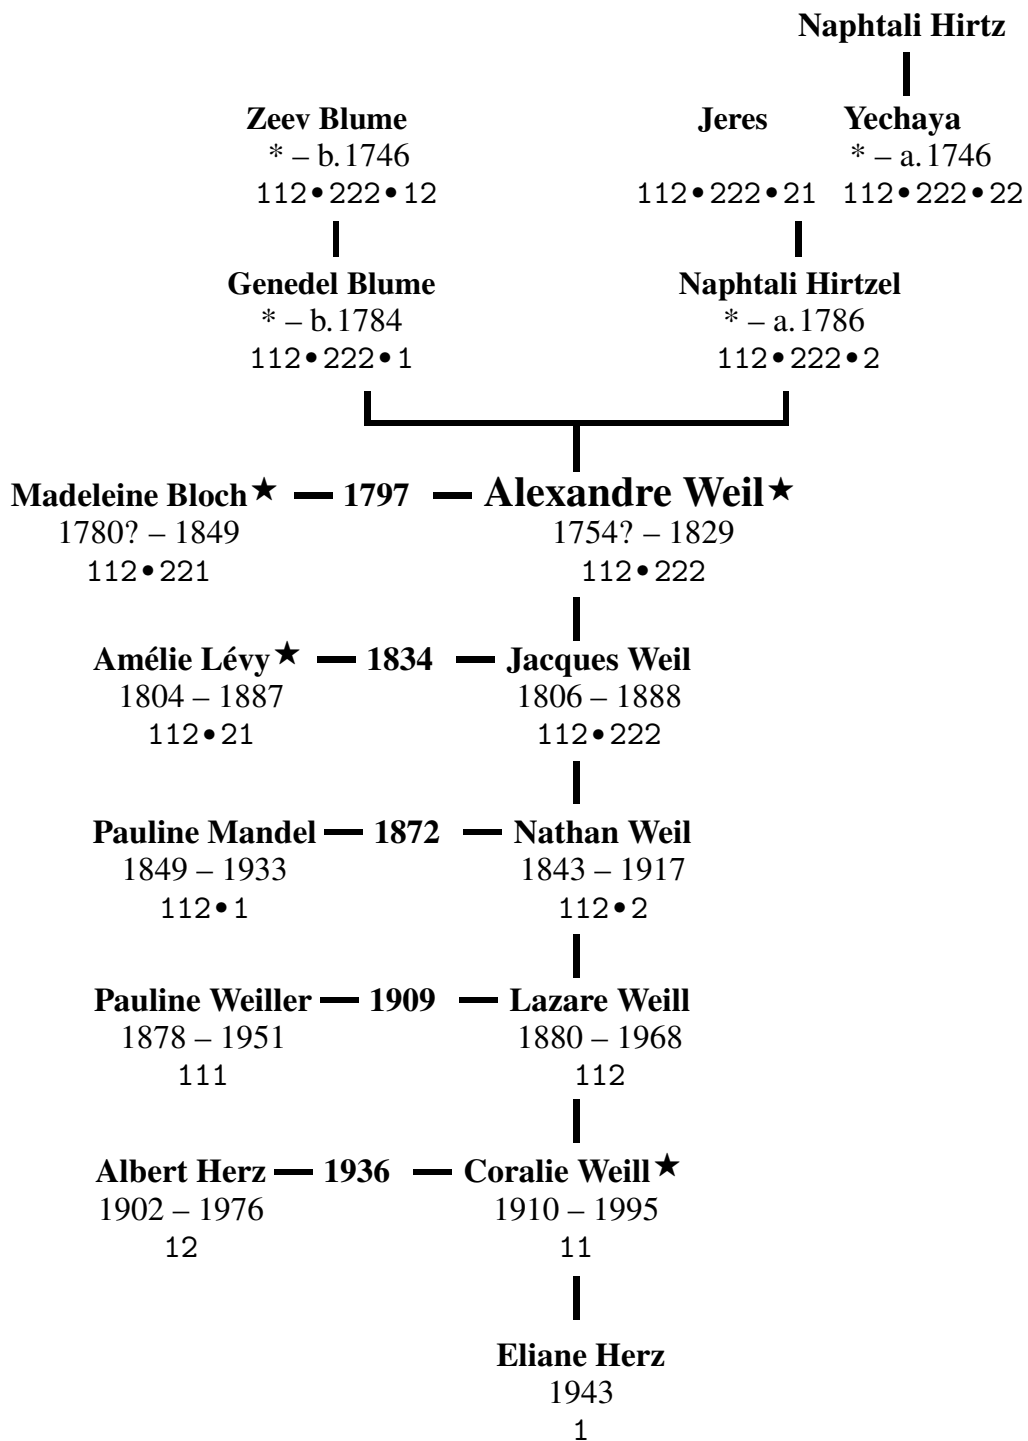 Naphtali Hirtz
Zeev Blume Jeres Yechaya
* – b.1746 * – a.1746
112•222•12 112•222•21 112•222•22
Genedel Blume Naphtali Hirtzel
* – b.1784 * – a.1786
112•222•1 112•222•2
Madeleine Bloch★ — 1797 — Alexandre Weil★
1780? – 1849 1754? – 1829
112•221 112•222
Amélie Lévy★ — 1834 — Jacques Weil
1804 – 1887 1806 – 1888
112•21 112•222
Pauline Mandel — 1872 — Nathan Weil
1849 – 1933 1843 – 1917
112•1 112•2
Pauline Weiller — 1909 — Lazare Weill
1878 – 1951 1880 – 1968
111 112
Albert Herz — 1936 — Coralie Weill★
1902 – 1976 1910 – 1995
12 11
Eliane Herz
1943
1